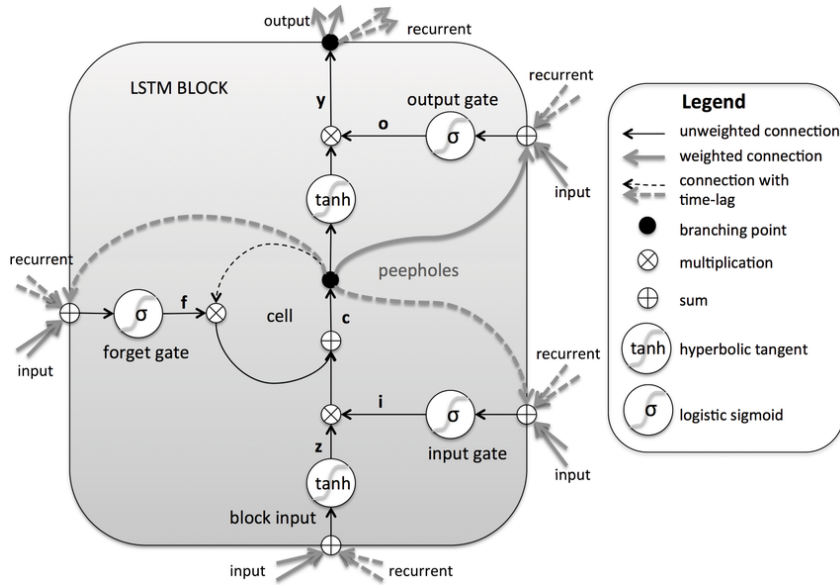 output
recurrent
LSTM BLOCK
y
output gate
recurrent
o
σ
input
tanh
peepholes
recurrent
f
σ
cell
c
forget gate
input
recurrent
i
σ
input gate
z
input
tanh
block input
input
recurrent
Legend
unweighted connection
weighted connection
connection with
time-lag
branching point
multiplication
sum
tanh
hyperbolic tangent
σ
logistic sigmoid